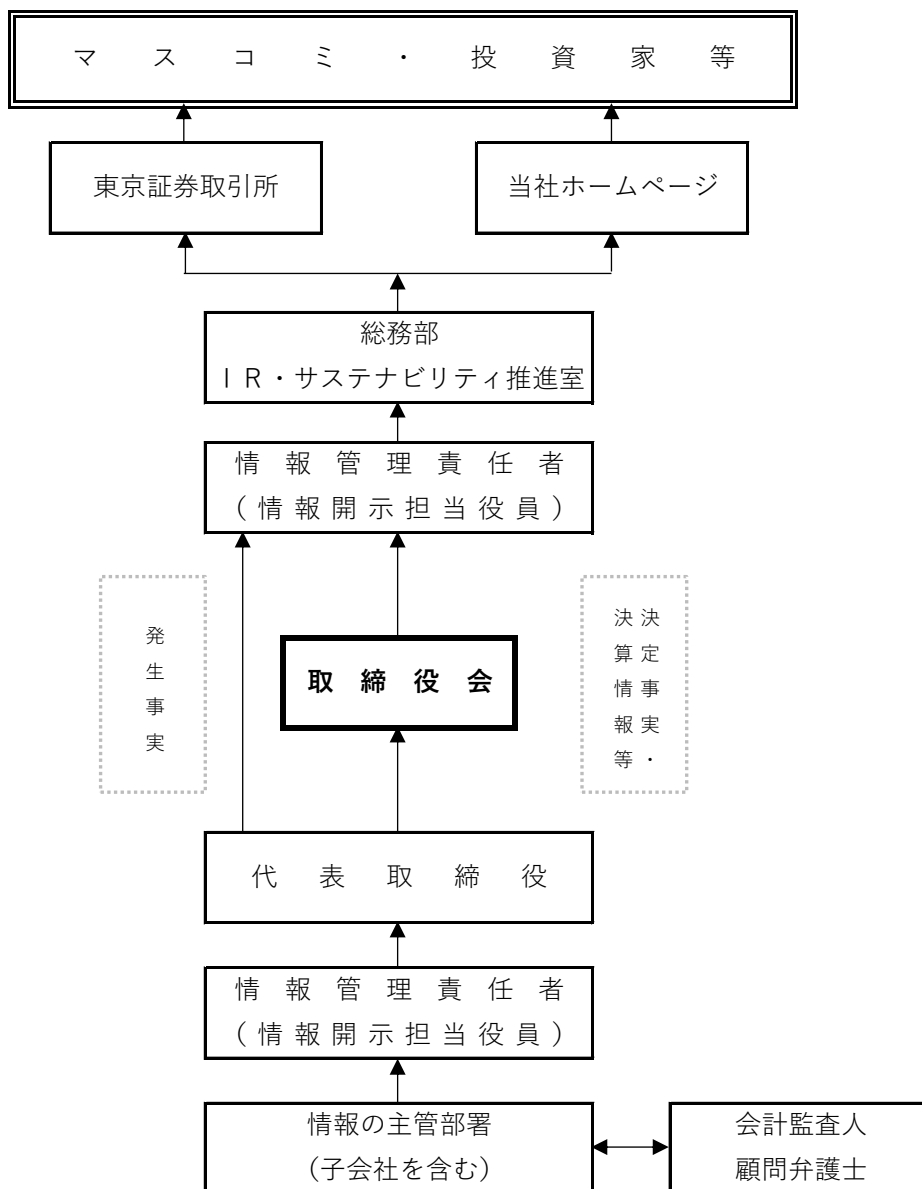 マスコミ・投資家等
東京証券取引所
当社ホームページ
総務部
ＩＲ・サステナビリティ推進室
情報管理責任者
(情報開示担当役員)
発生事実
取締役会
決定事実・
決算情報等
代表取締役
情報管理責任者
(情報開示担当役員)
情報の主管部署
(子会社を含む)
会計監査人
顧問弁護士